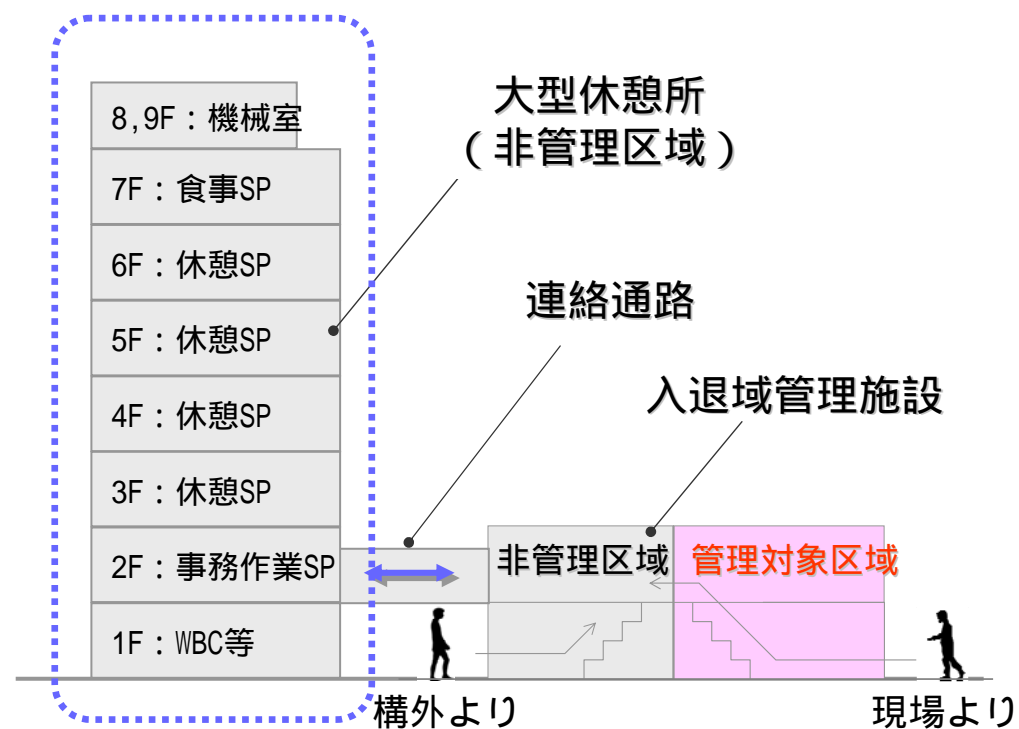 大型休憩所
（非管理区域）
8,9F：機械室
7F：食事SP
6F：休憩SP
5F：休憩SP
4F：休憩SP
3F：休憩SP
2F：事務作業SP
1F：WBC等
連絡通路
入退域管理施設
非管理区域
管理対象区域
構外より
現場より